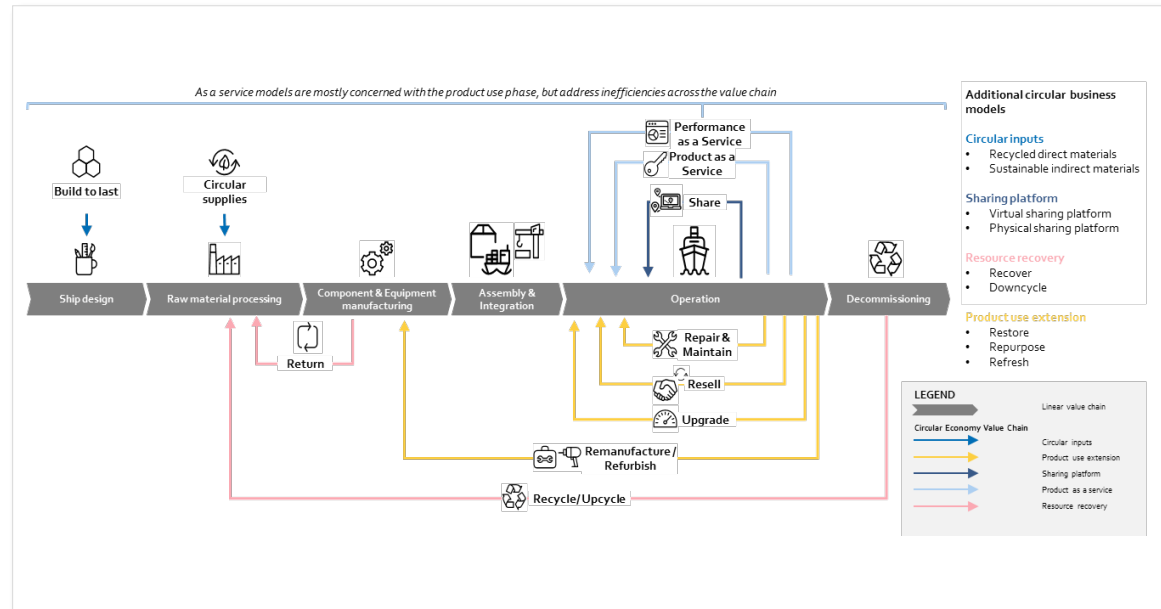 As a service models are mostly concerned with the product use phase, but address inefficiencies across the value chain
Build to last
Circular
supplies
Performance
as a Service
Product as a
Service
Share
Ship design
Raw material processing
Component & Equipment
manufacturing
Assembly &
Integration
Operation
Decommissioning
Return
Repair &
Maintain
Resell
Upgrade
Remanufacture /
Refurbish
Recycle/Upcycle
Additional circular business
models
Circular inputs
• Recycled direct materials
• Sustainable indirect materials
Sharing platform
• Virtual sharing platform
• Physical sharing platform
Resource recovery
• Recover
• Downcycle
Product use extension
• Restore
• Repurpose
• Refresh
LEGEND
Linear value chain
Circular Economy Value Chain
Circular inputs
Product use extension
Sharing platform
Product as a service
Resource recovery